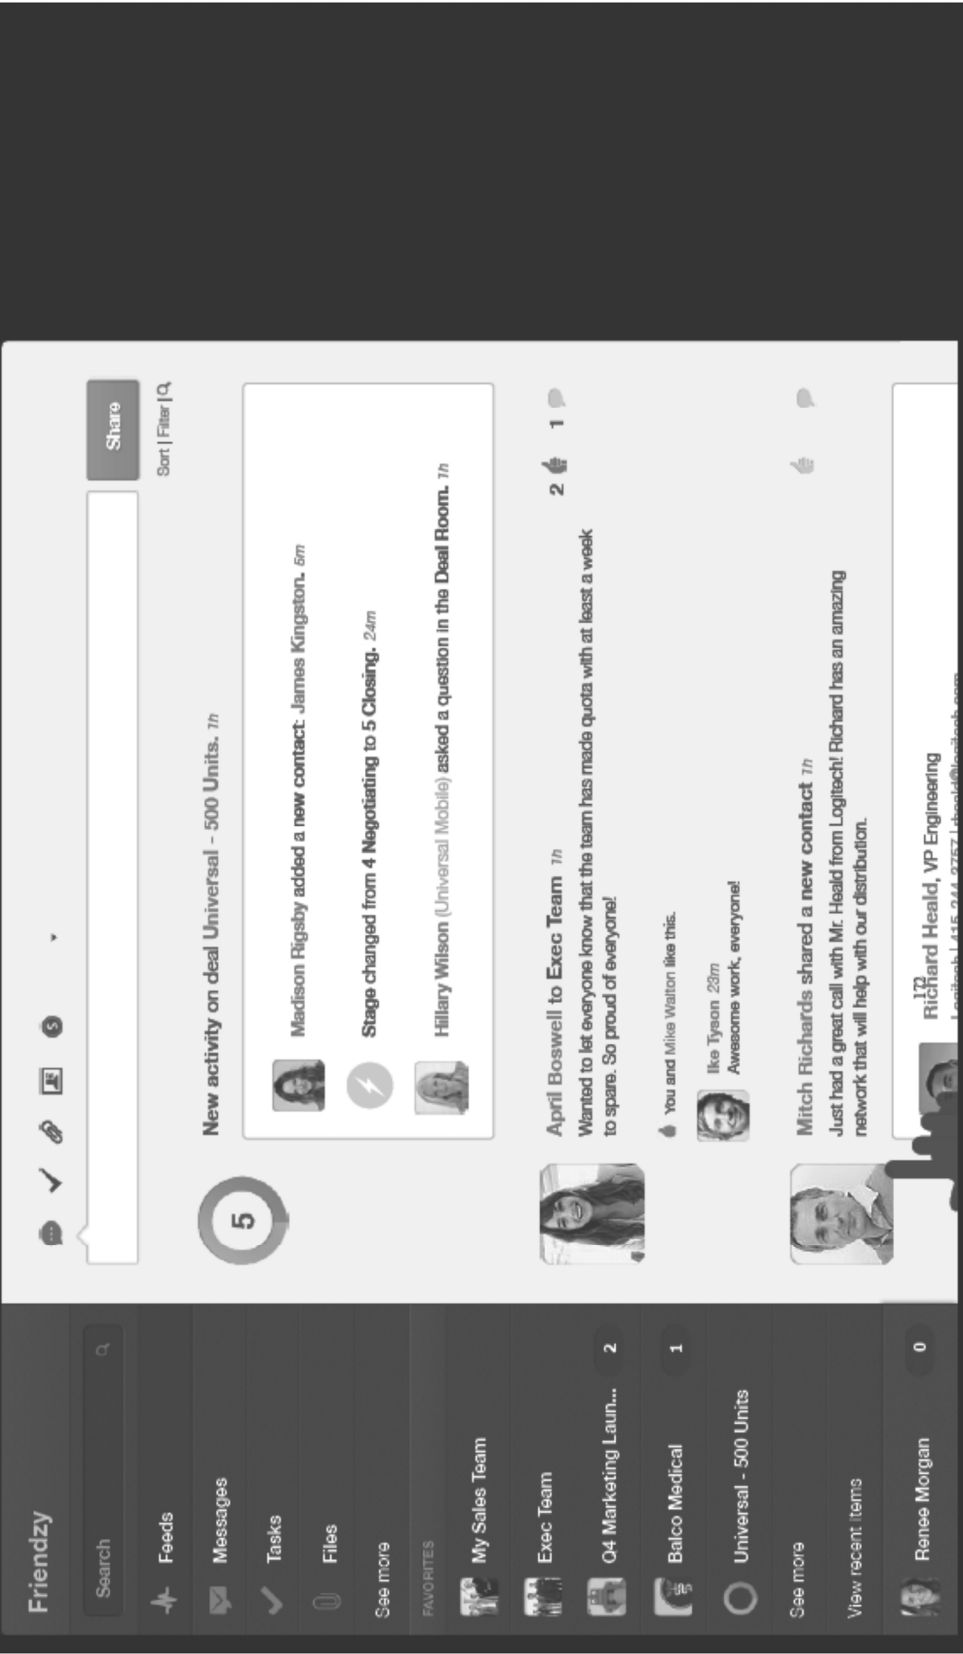 Friendzy
Search
Feeds
Messages
Tasks
Files
See more
FAVORITES
My Sales Team
Exec Team
Q4 Marketing Laun... 2
Balco Medical 1
Universal - 500 Units
See more
View recent items
Renee Morgan 0
Share
Sort | Filter |
5
New activity on deal Universal - 500 Units. 1h
Madison Rigsby added a new contact: James Kingston. 6m
Stage changed from 4 Negotiating to 5 Closing. 24m
Hillary Wilson (Universal Mobile) asked a question in the Deal Room. 1h
April Boswell to Exec Team 1h
2 1
Wanted to let everyone know that the team has made quota with at least a week
to spare. So proud of everyone!
You and Mike Walton like this.
Ike Tyson 23m
Awesome work, everyone!
Mitch Richards shared a new contact 1h
Just had a great call with Mr. Heald from Logitech! Richard has an amazing
network that will help with our distribution.
172
Richard Heald, VP Engineering